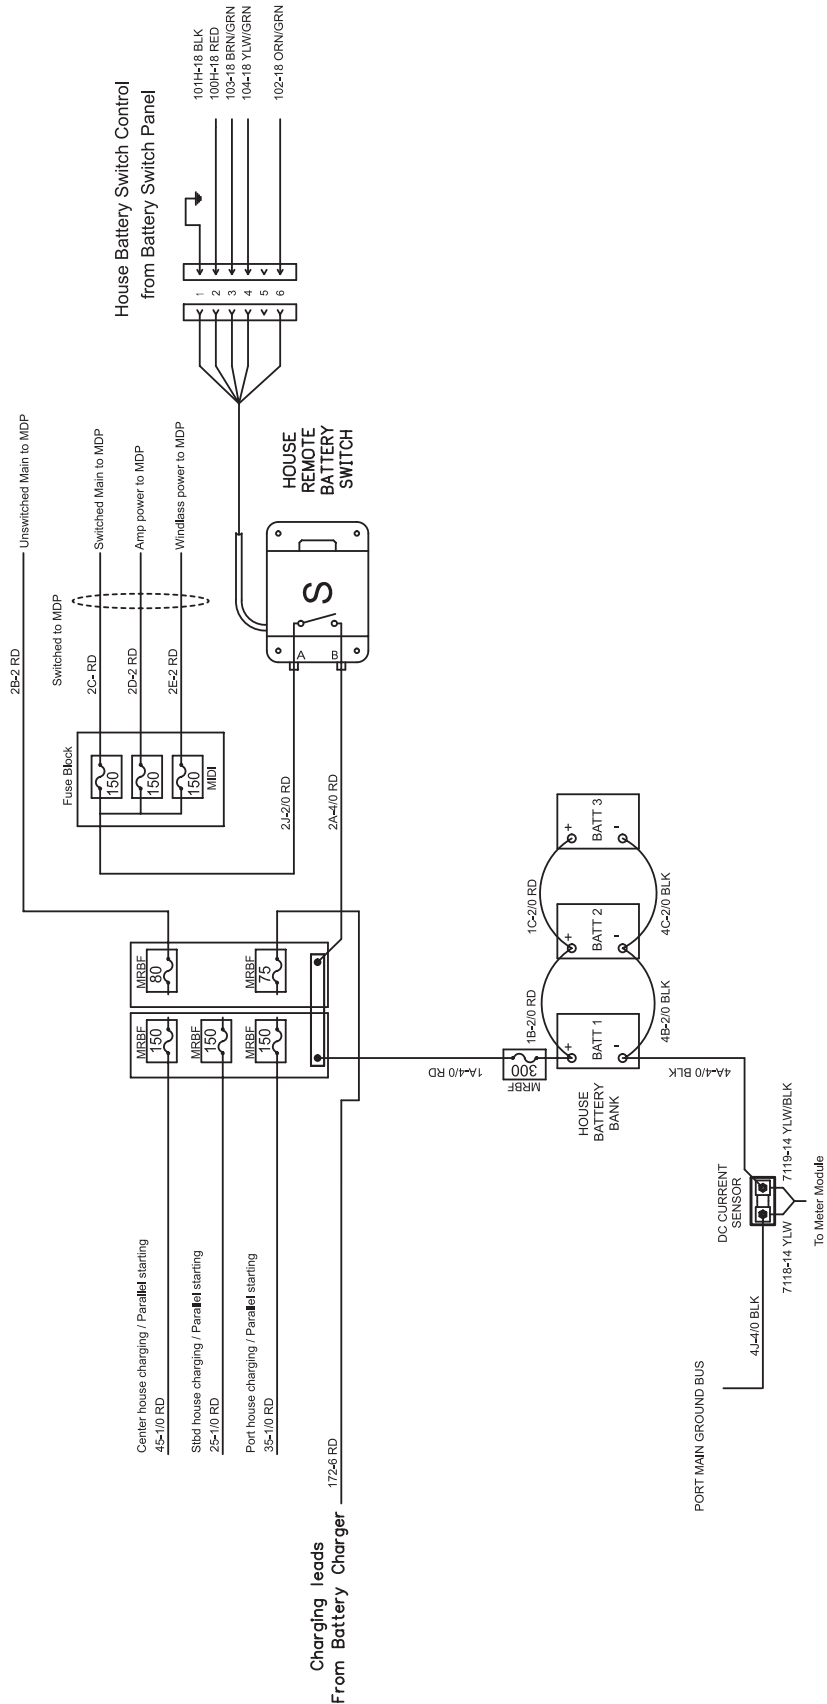 House Battery Switch Control
from Battery Switch Panel
101H-18 BLK
100H-18 RED
103-18 BRN/GRN
104-18 YLW/GRN
102-18 ORN/GRN
1
2
3
4
5
6
Unswitched Main to MDP
Switched Main to MDP
Amp power to MDP
Windlass power to MDP
Switched to MDP
2B-2 RD
2C- RD
2D-2 RD
2E-2 RD
HOUSE
REMOTE
BATTERY
SWITCH
S
A
B
Fuse Block
150
150
150
MIDI
2J-2/0 RD
2A-4/0 RD
MRBF
80
MRBF
75
MRBF
150
MRBF
150
MRBF
150
1A-4/0 RD
MRBF
300
1B-2/0 RD
1C-2/0 RD
+
BATT 1
-
+
BATT 2
-
+
BATT 3
-
4B-2/0 BLK
4C-2/0 BLK
HOUSE
BATTERY
BANK
4A-4/0 BLK
DC CURRENT
SENSOR
7119-14 YLW/BLK
7118-14 YLW
To Meter Module
4J-4/0 BLK
PORT MAIN GROUND BUS
Center house charging / Parallel starting
45-1/0 RD
Stbd house charging / Parallel starting
25-1/0 RD
Port house charging / Parallel starting
35-1/0 RD
172-6 RD
Charging leads
From Battery Charger